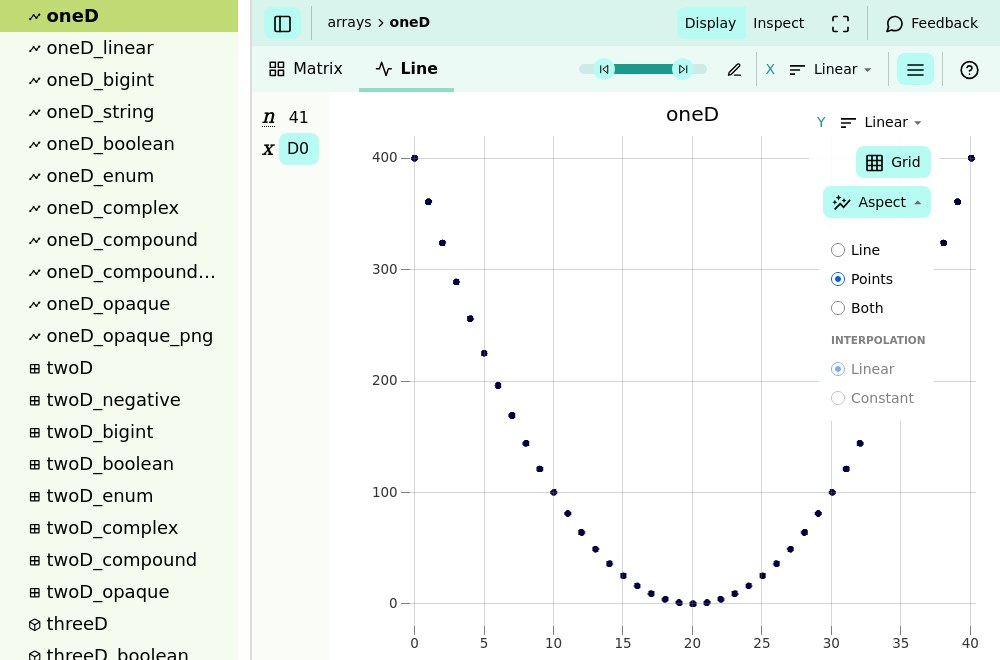 oneD
oneD_linear
oneD_bigint
oneD_string
oneD_boolean
oneD_enum
oneD_complex
oneD_compound
oneD_compound...
oneD_opaque
oneD_opaque_png
twoD
twoD_negative
twoD_bigint
twoD_boolean
twoD_enum
twoD_complex
twoD_compound
twoD_opaque
threeD
threeD_boolean
arrays > oneD
Display Inspect Feedback
Matrix Line X Linear
n 41
x D0
oneD
Y Linear
Grid
Aspect
Line
Points
Both
INTERPOLATION
Linear
Constant
400
300
200
100
0
0 5 10 15 20 25 30 35 40